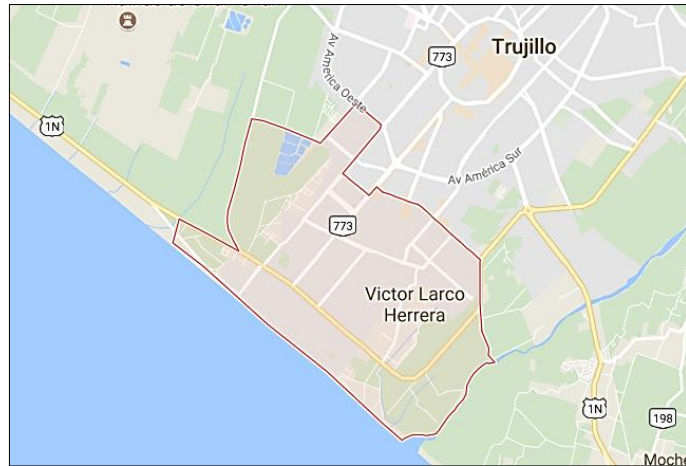 773
Trujillo
Av América Oeste
1N
Av América Sur
773
Victor Larco
Herrera
1N
198
Moche